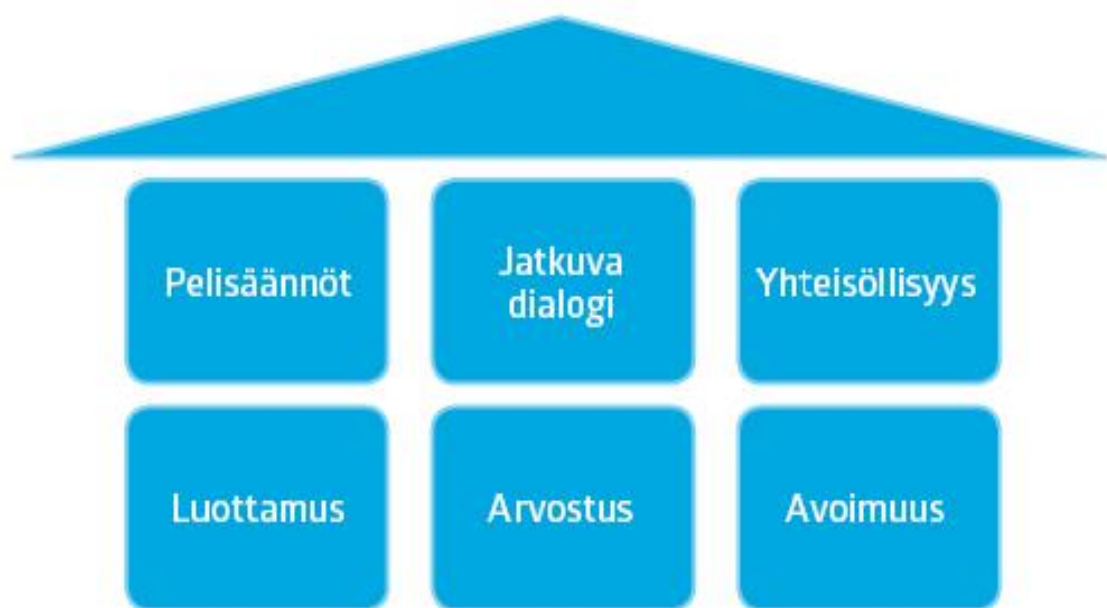 Pelisäännöt
Jatkuva
dialogi
Yhteisöllisyys
Luottamus
Arvostus
Avoimuus